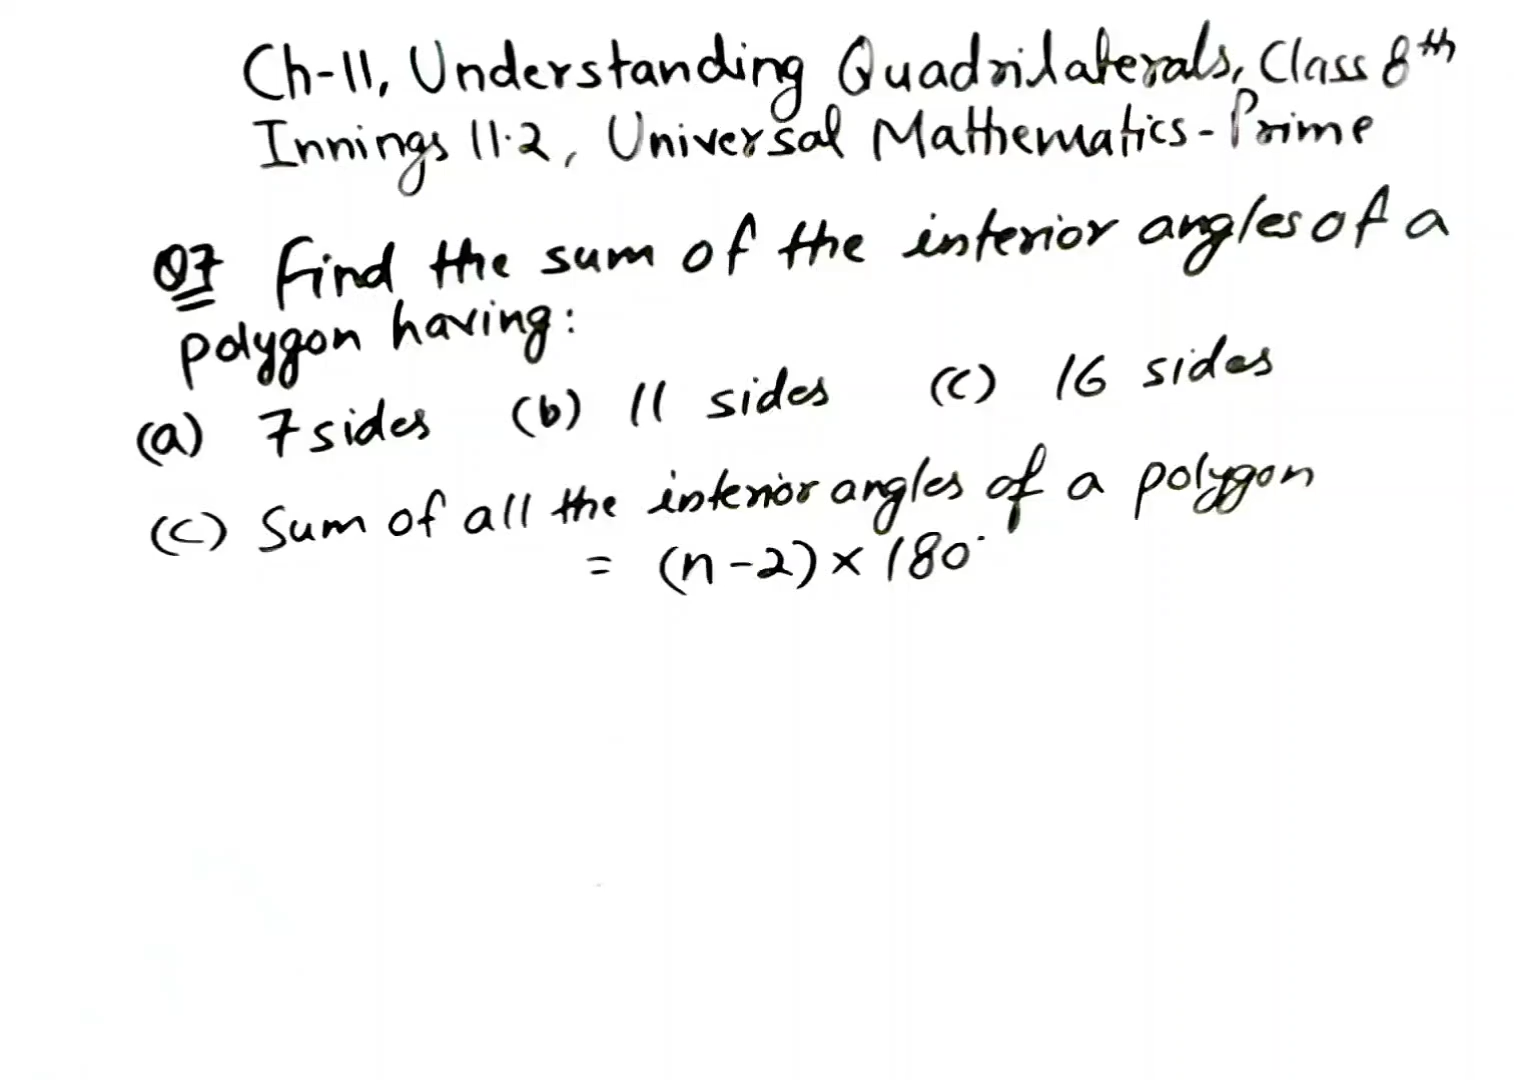 Ch-11, Understanding Quadrilaterals, Class 8th
Innings 11.2, Universal Mathematics-Prime
Q7 Find the sum of the interior angles of a
polygon having:
(a) 7 sides (b) 11 sides (c) 16 sides
(c) Sum of all the interior angles of a polygon
= (n-2) × 180°